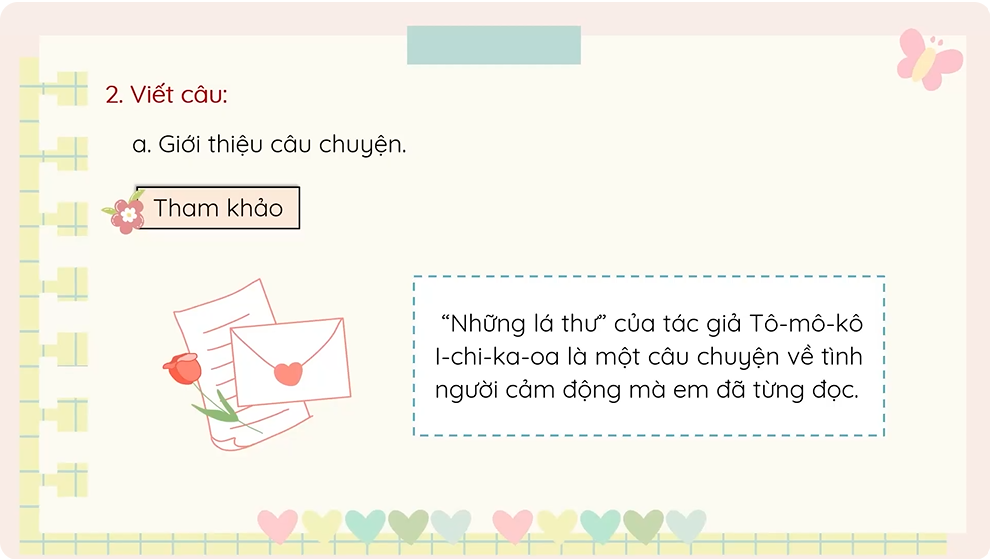 2. Viết câu:
a. Giới thiệu câu chuyện.
Tham khảo
“Những lá thư” của tác giả Tô-mô-kô
I-chi-ka-oa là một câu chuyện về tình
người cảm động mà em đã từng đọc.